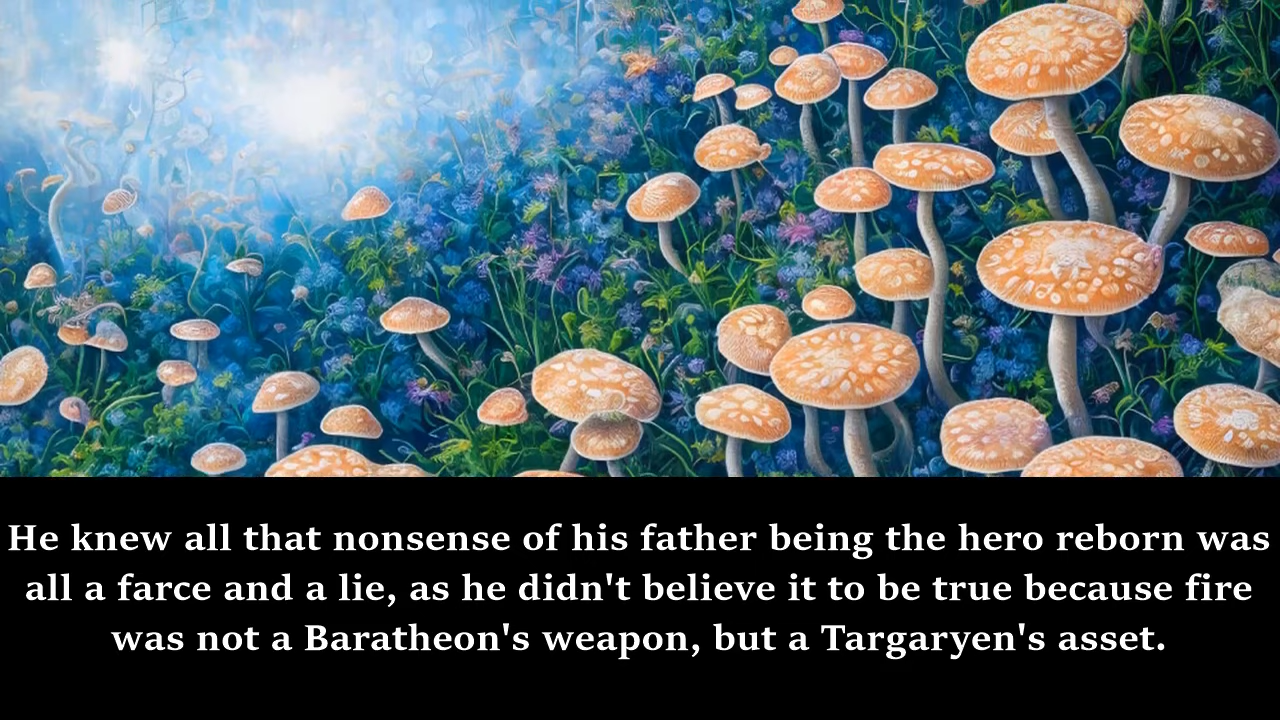 He knew all that nonsense of his father being the hero reborn was
all a farce and a lie, as he didn't believe it to be true because fire
was not a Baratheon's weapon, but a Targaryen's asset.